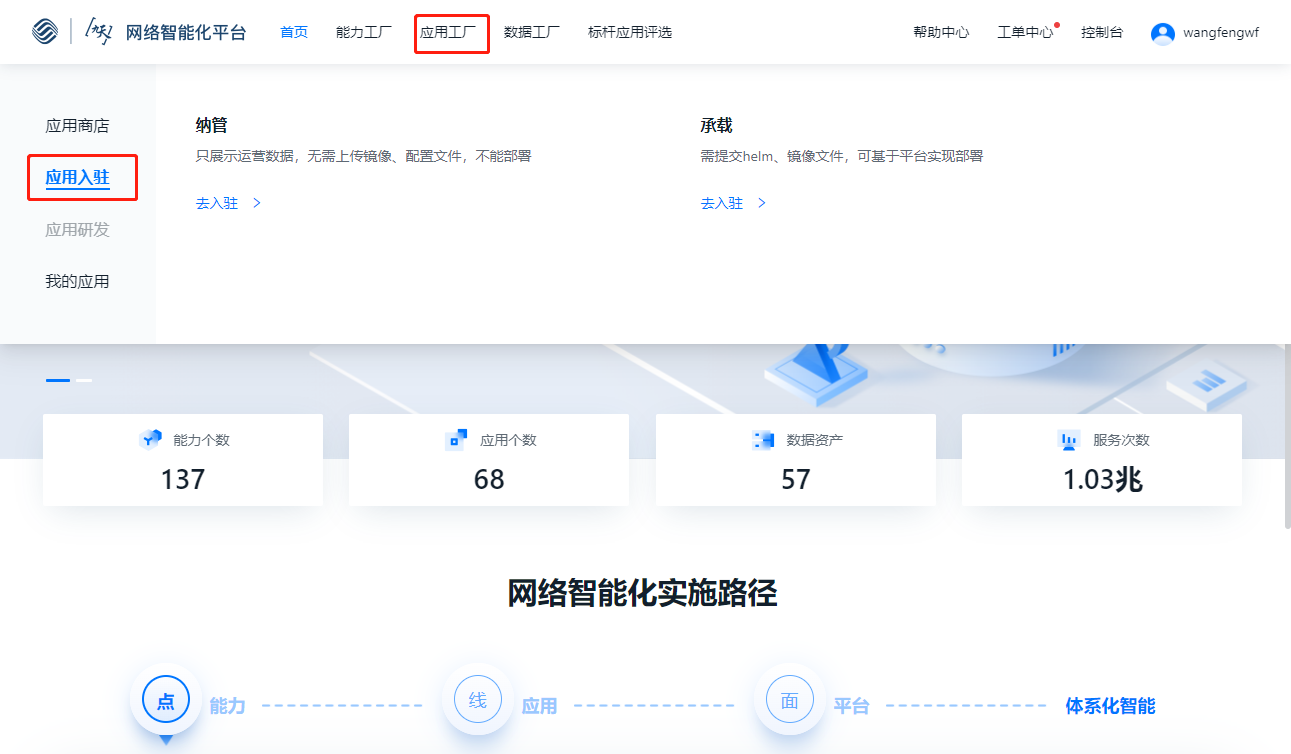 网络智能化平台 首页 能力工厂 应用工厂 数据工厂 标杆应用评选 帮助中心 工单中心 控制台 wangfengwf
应用商店
应用入驻
应用研发
我的应用
纳管
只展示运营数据，无需上传镜像、配置文件，不能部署
去入驻 >
承载
需提交helm、镜像文件，可基于平台实现部署
去入驻 >
能力个数
137
应用个数
68
数据资产
57
服务次数
1.03兆
网络智能化实施路径
点 能力 线 应用 面 平台 体系化智能